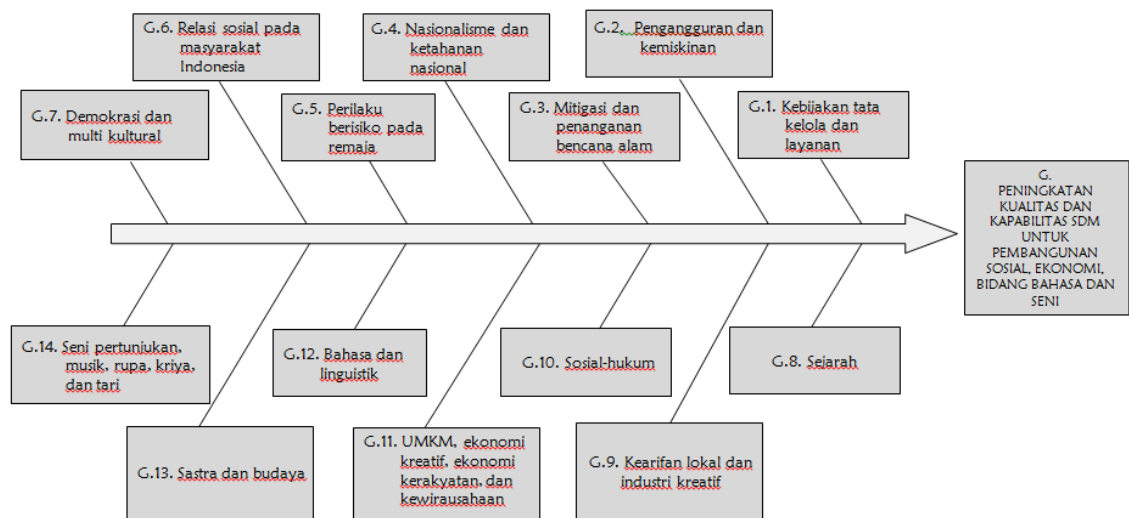 G.6. Relasi sosial pada
masyarakat
Indonesia
G.4. Nasionalisme dan
ketahanan
nasional
G.2. Pengangguran dan
kemiskinan
G.7. Demokrasi dan
multi kultural
G.5. Perilaku
berisiko pada
remaja
G.3. Mitigasi dan
penanganan
bencana alam
G.1. Kebijakan tata
kelola dan
layanan
G.
PENINGKATAN
KUALITAS DAN
KAPABILITAS SDM
UNTUK
PEMBANGUNAN
SOSIAL, EKONOMI,
BIDANG BAHASA DAN
SENI
G.14. Seni pertunjukan,
musik, rupa, kriya,
dan tari
G.12. Bahasa dan
linguistik
G.10. Sosial-hukum
G.8. Sejarah
G.13. Sastra dan budaya
G.11. UMKM, ekonomi
kreatif, ekonomi
kerakyatan, dan
kewirausahaan
G.9. Kearifan lokal dan
industri kreatif